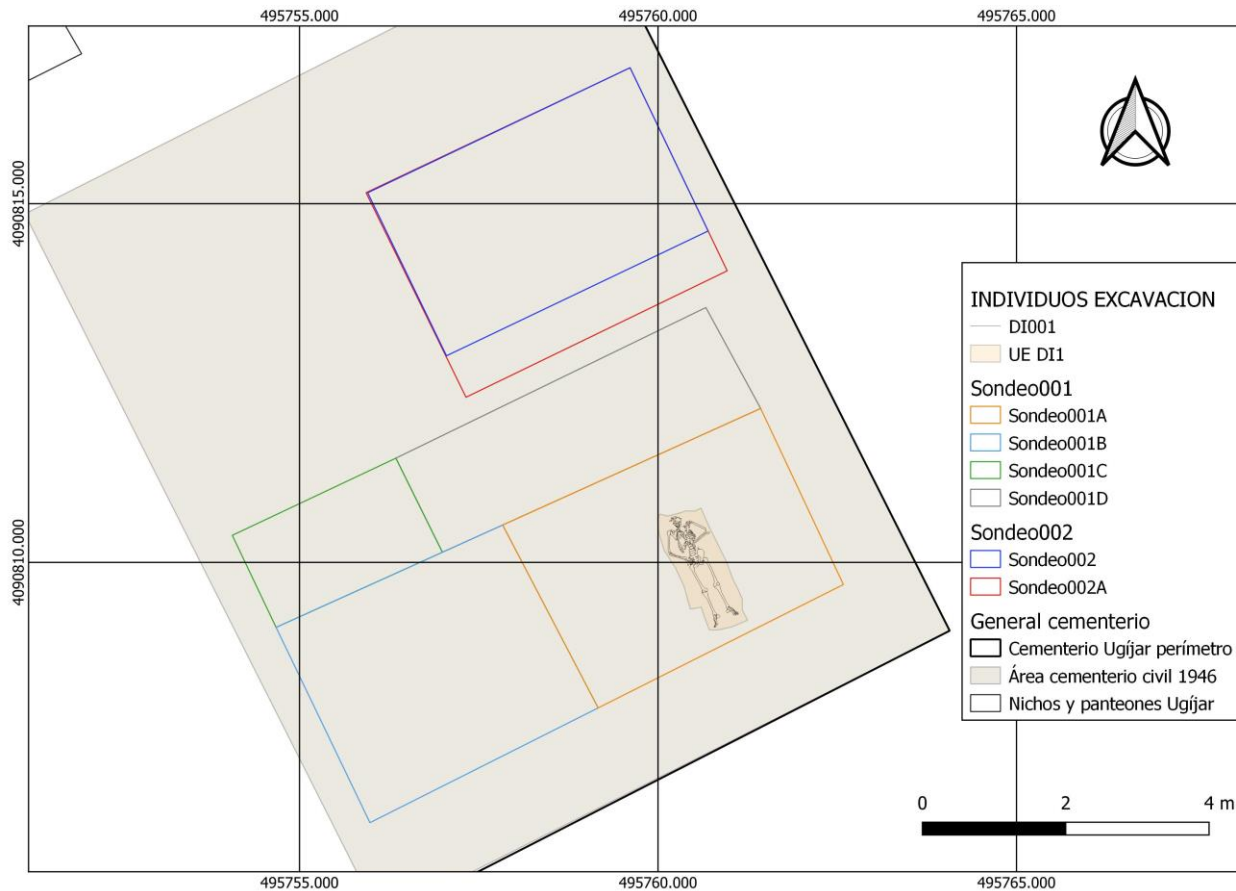 495755.000 495760.000 495765.000
4090815.000
4090810.000
INDIVIDUOS EXCAVACION
DI001
UE DI1
Sondeo001
Sondeo001A
Sondeo001B
Sondeo001C
Sondeo001D
Sondeo002
Sondeo002
Sondeo002A
General cementerio
Cementerio Ugíjar perímetro
Área cementerio civil 1946
Nichos y panteones Ugíjar
0 2 4 m
495755.000 495760.000 495765.000